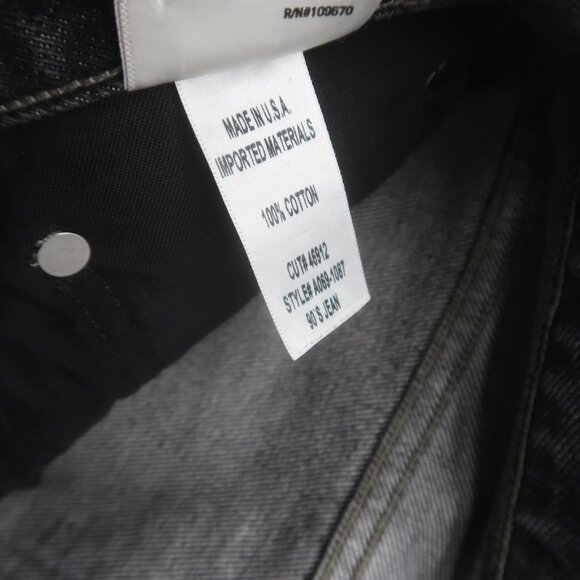 R/N#109670
MADE IN U.S.A.
IMPORTED MATERIALS
100% COTTON
CUT# 46912
STYLE# A069-1087
90'S JEAN